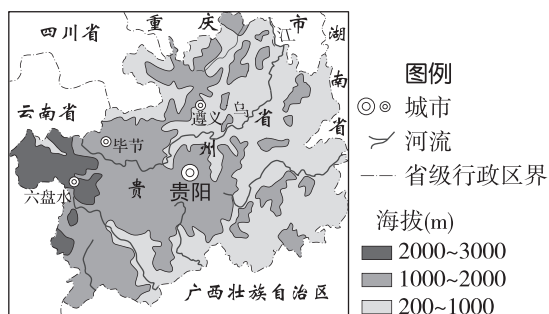 四川省
重庆市
湖南省
云南省
江
乌
遵义
毕节
贵州省
贵阳
六盘水
广西壮族自治区
图例
城市
河流
省级行政区界
海拔(m)
2000~3000
1000~2000
200~1000